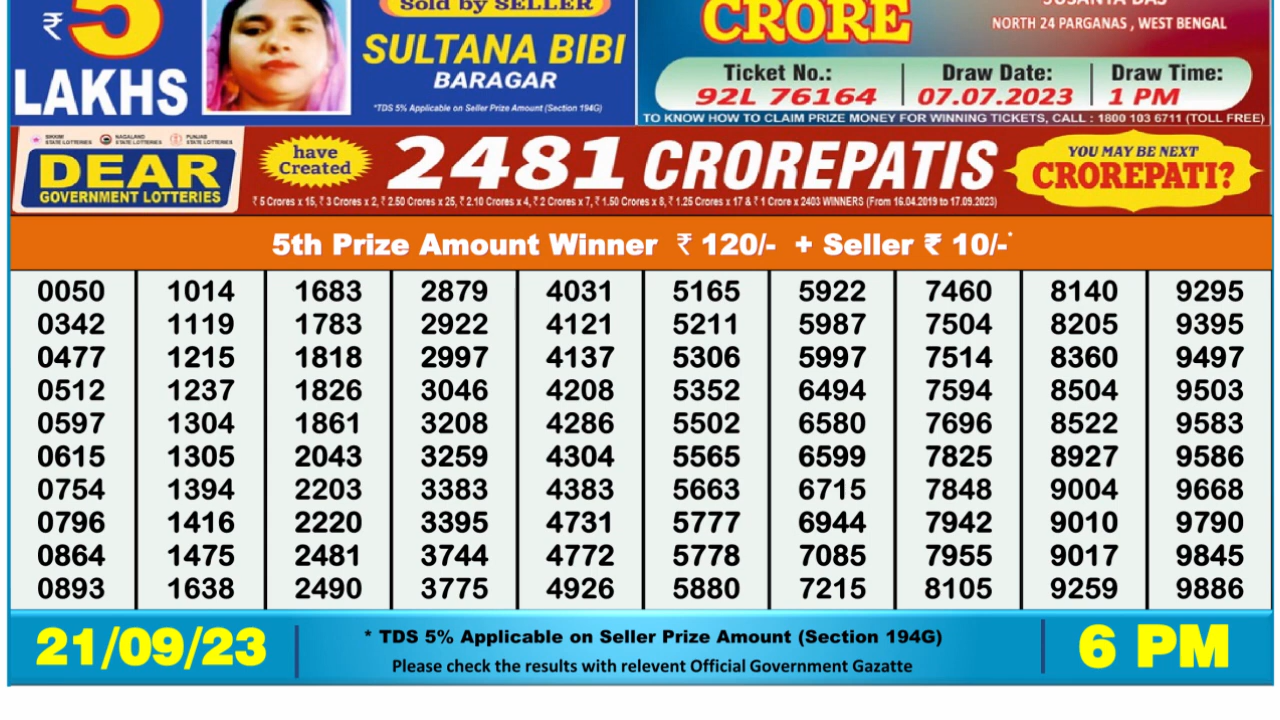 ₹ 5
LAKHS
Sold by SELLER
SULTANA BIBI
BARAGAR
*TDS 5% Applicable on Seller Prize Amount (Section 194G)
CRORE
SUSANTA DAS
NORTH 24 PARGANAS , WEST BENGAL
Ticket No.: Draw Date: Draw Time:
92L 76164 07.07.2023 1 PM
TO KNOW HOW TO CLAIM PRIZE MONEY FOR WINNING TICKETS, CALL : 1800 103 6711 (TOLL FREE)
SIKKIM STATE LOTTERIES NAGALAND STATE LOTTERIES PUNJAB STATE LOTTERIES
DEAR
GOVERNMENT LOTTERIES
have
Created
2481 CROREPATIS
₹ 5 Crores x 15, ₹ 3 Crores x 2, ₹ 2.50 Crores x 25, ₹ 2.10 Crores x 4, ₹ 2 Crores x 7, ₹ 1.50 Crores x 8, ₹ 1.25 Crores x 17 & ₹ 1 Crore x 2403 WINNERS (From 16.04.2019 to 17.09.2023)
YOU MAY BE NEXT
CROREPATI?
5th Prize Amount Winner ₹ 120/- + Seller ₹ 10/-*
0050 1014 1683 2879 4031 5165 5922 7460 8140 9295
0342 1119 1783 2922 4121 5211 5987 7504 8205 9395
0477 1215 1818 2997 4137 5306 5997 7514 8360 9497
0512 1237 1826 3046 4208 5352 6494 7594 8504 9503
0597 1304 1861 3208 4286 5502 6580 7696 8522 9583
0615 1305 2043 3259 4304 5565 6599 7825 8927 9586
0754 1394 2203 3383 4383 5663 6715 7848 9004 9668
0796 1416 2220 3395 4731 5777 6944 7942 9010 9790
0864 1475 2481 3744 4772 5778 7085 7955 9017 9845
0893 1638 2490 3775 4926 5880 7215 8105 9259 9886
21/09/23
* TDS 5% Applicable on Seller Prize Amount (Section 194G)
Please check the results with relevent Official Government Gazatte
6 PM